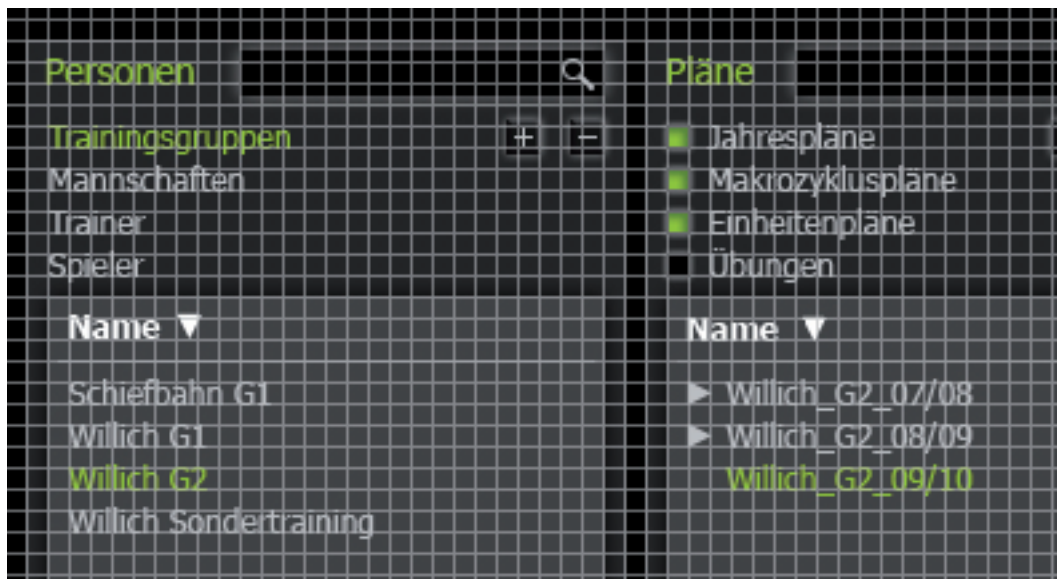 Personen
Trainingsgruppen + -
Mannschaften
Trainer
Spieler
Name ▼
Schiefbahn G1
Willich G1
Willich G2
Willich Sondertraining
Pläne
Jahrespläne
Makrozykluspläne
Einheitenpläne
Übungen
Name ▼
▶ Willich_G2_07/08
▶ Willich_G2_08/09
Willich_G2_09/10